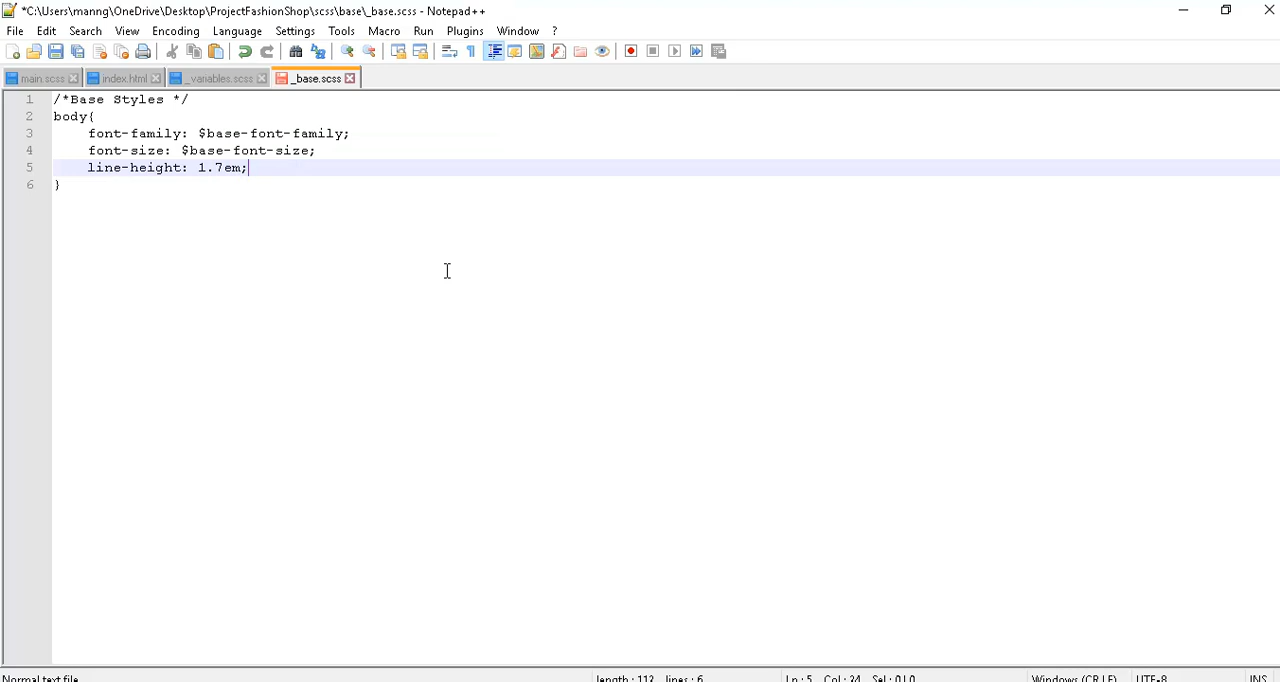 *C:\Users\manng\OneDrive\Desktop\ProjectFashionShop\scss\base\_base.scss - Notepad++
File Edit Search View Encoding Language Settings Tools Macro Run Plugins Window ?
main.scss index.html _variables.scss _base.scss
1 /*Base Styles */
2 body{
3 font-family: $base-font-family;
4 font-size: $base-font-size;
5 line-height: 1.7em;
6 }
Normal text file length : 112 lines : 6 Ln : 5 Col : 24 Sel : 0 | 0 Windows (CR LF) UTF-8 INS